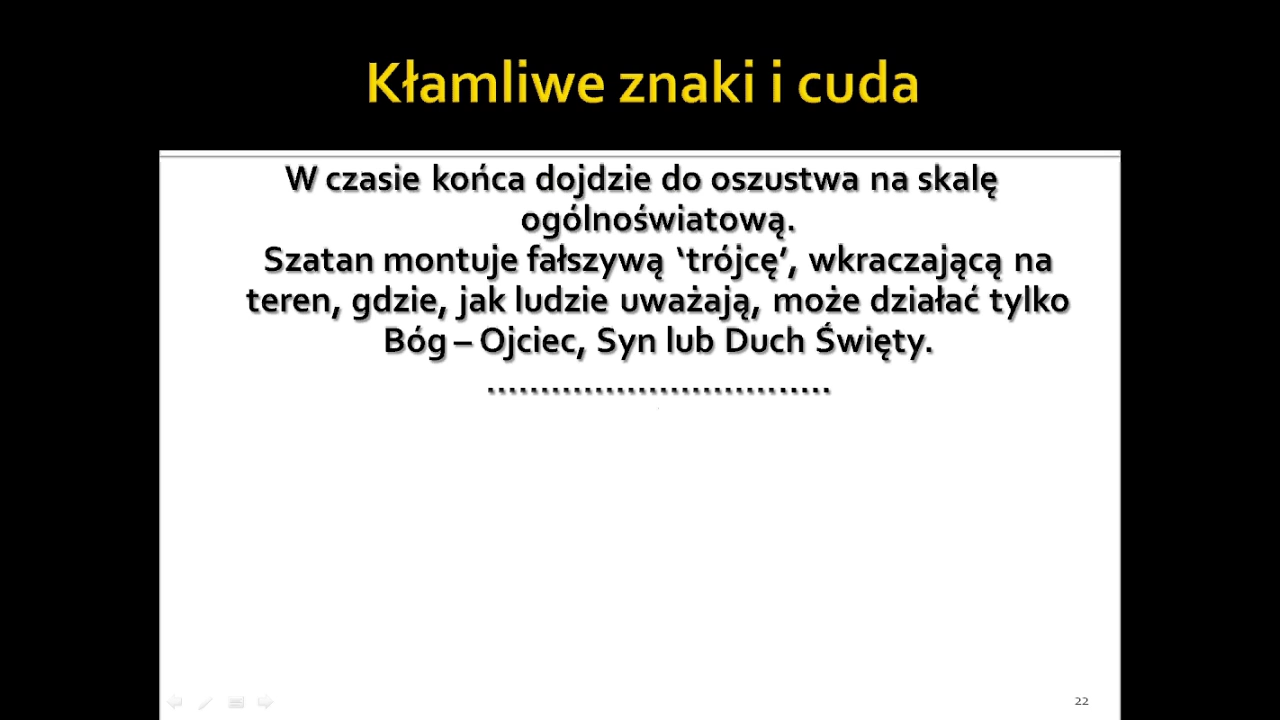 Kłamliwe znaki i cuda
W czasie końca dojdzie do oszustwa na skalę
ogólnoświatową.
Szatan montuje fałszywą ‘trójcę’, wkraczającą na
teren, gdzie, jak ludzie uważają, może działać tylko
Bóg – Ojciec, Syn lub Duch Święty.
................................
22